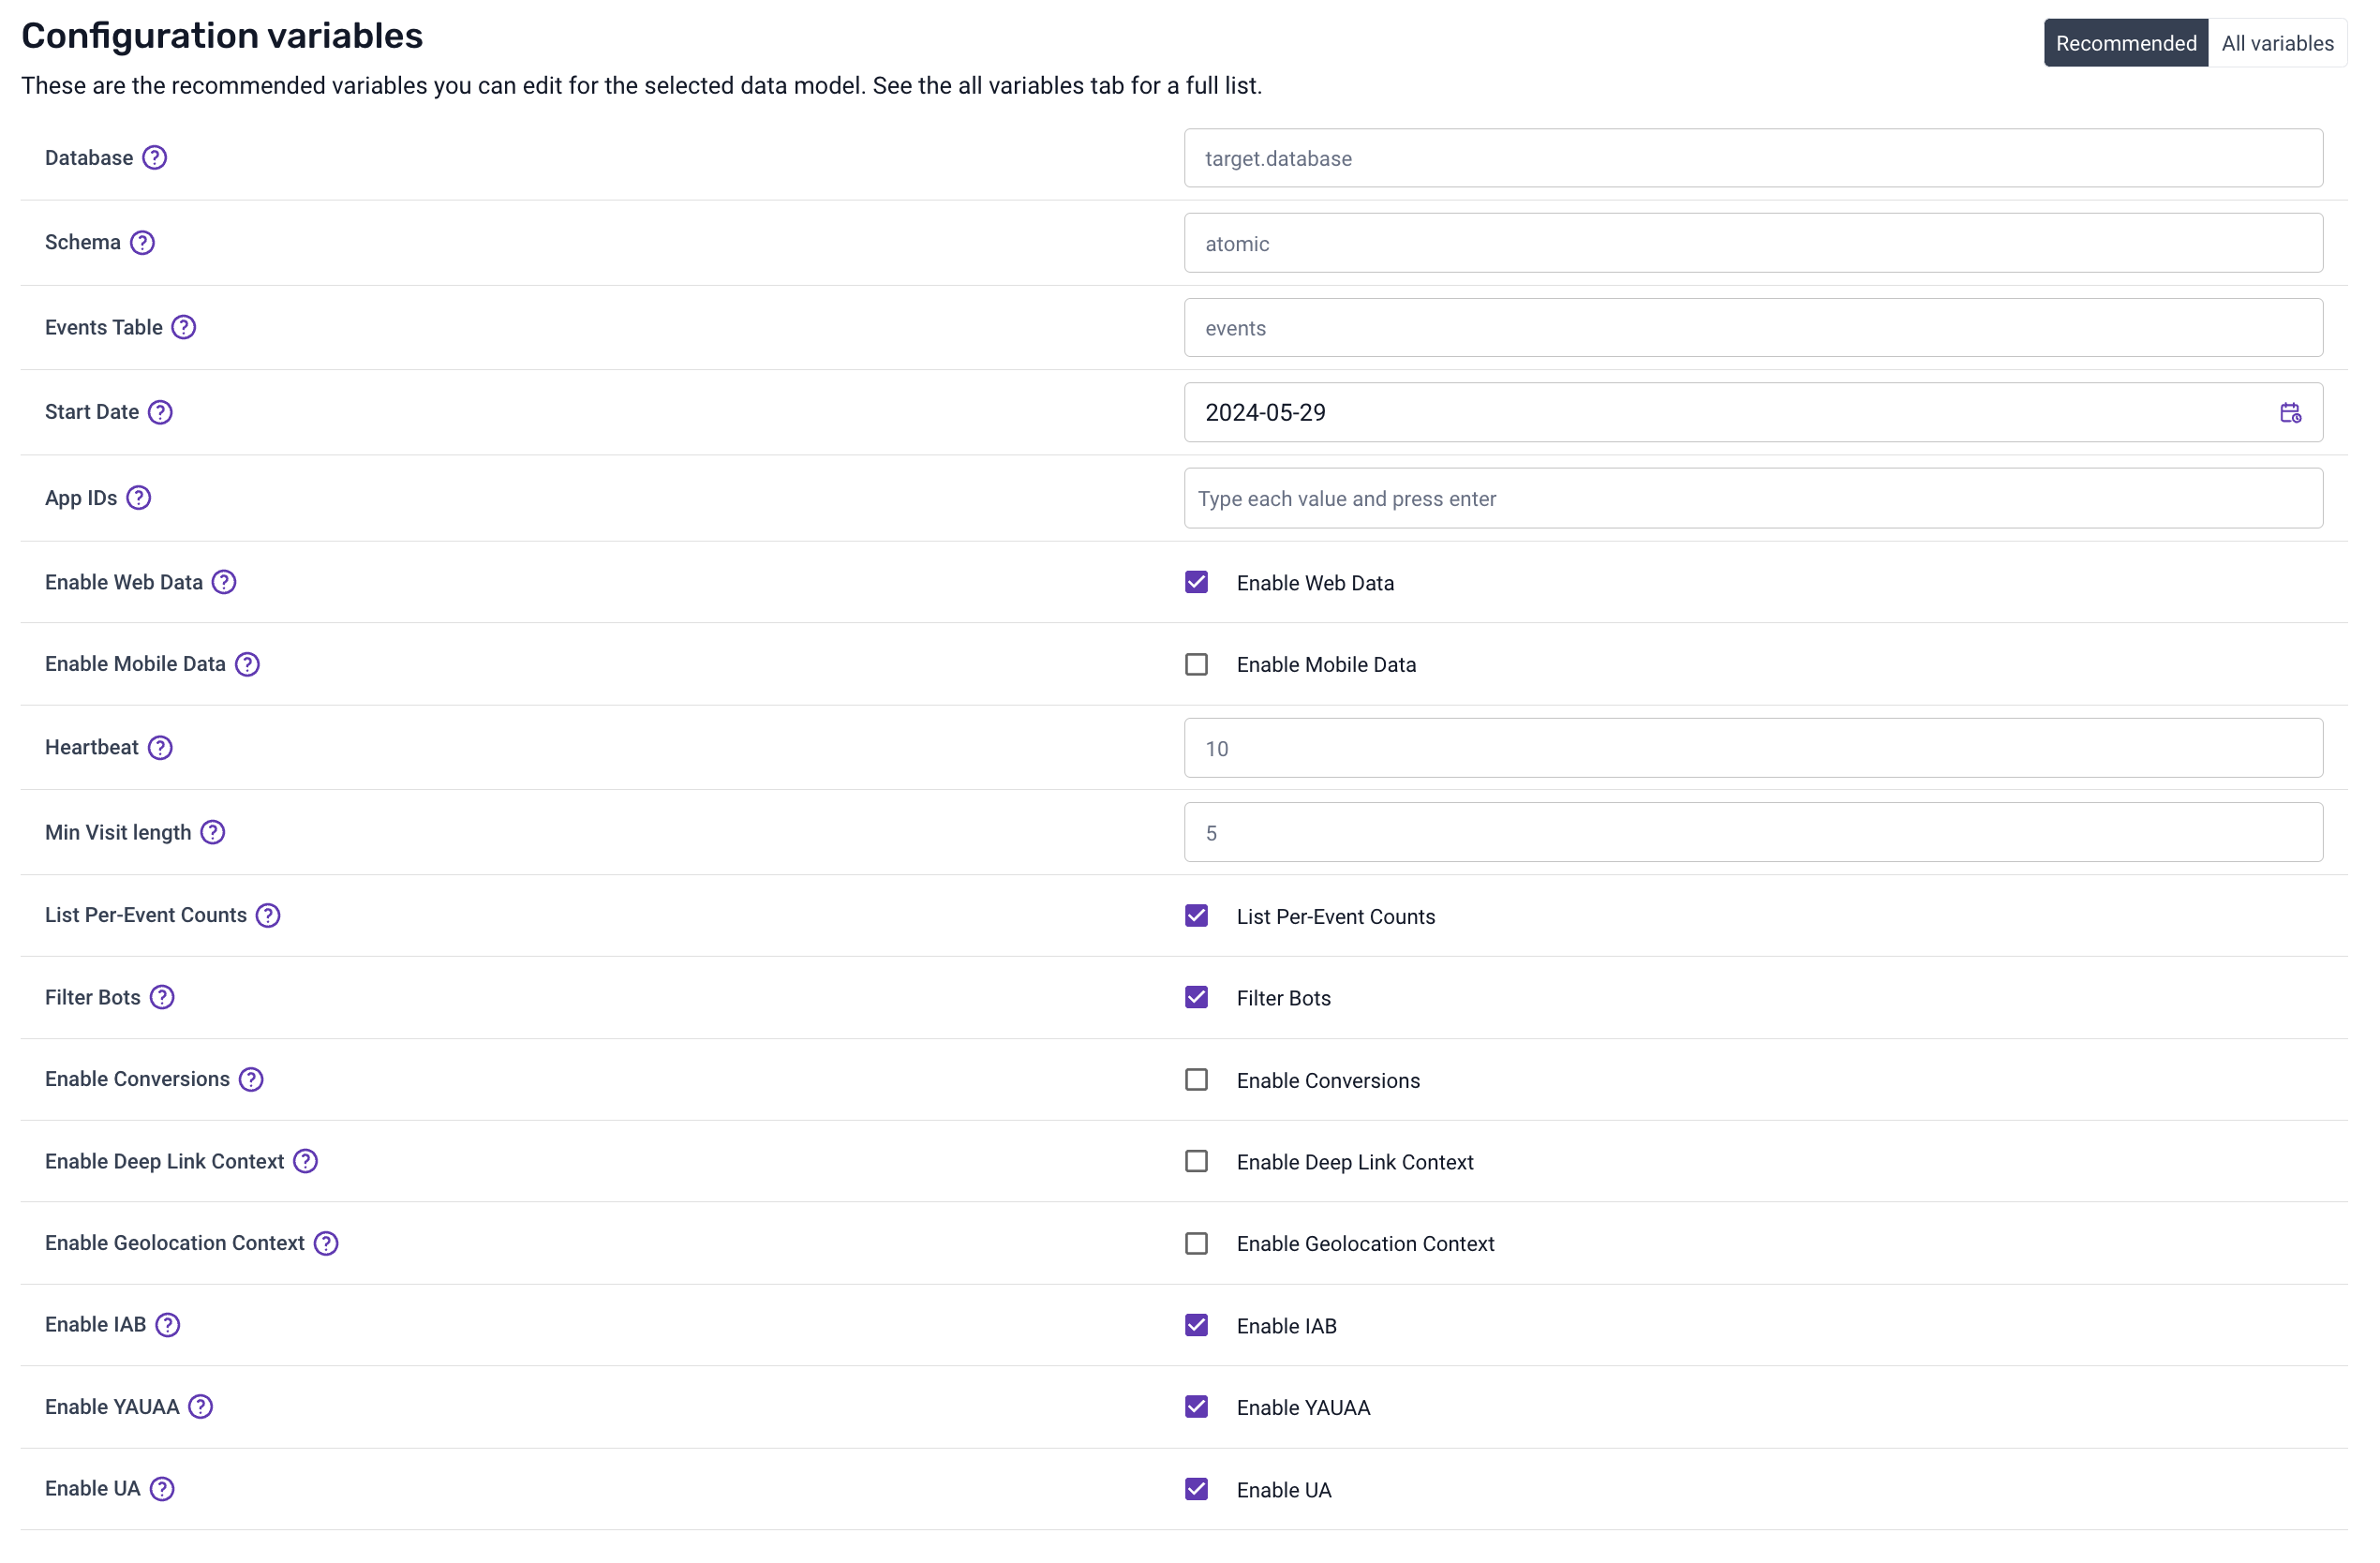 Configuration variables
Recommended
All variables
These are the recommended variables you can edit for the selected data model. See the all variables tab for a full list.
Database
target.database
Schema
atomic
Events Table
events
Start Date
2024-05-29
App IDs
Type each value and press enter
Enable Web Data
Enable Web Data
Enable Mobile Data
Enable Mobile Data
Heartbeat
10
Min Visit length
5
List Per-Event Counts
List Per-Event Counts
Filter Bots
Filter Bots
Enable Conversions
Enable Conversions
Enable Deep Link Context
Enable Deep Link Context
Enable Geolocation Context
Enable Geolocation Context
Enable IAB
Enable IAB
Enable YAUAA
Enable YAUAA
Enable UA
Enable UA